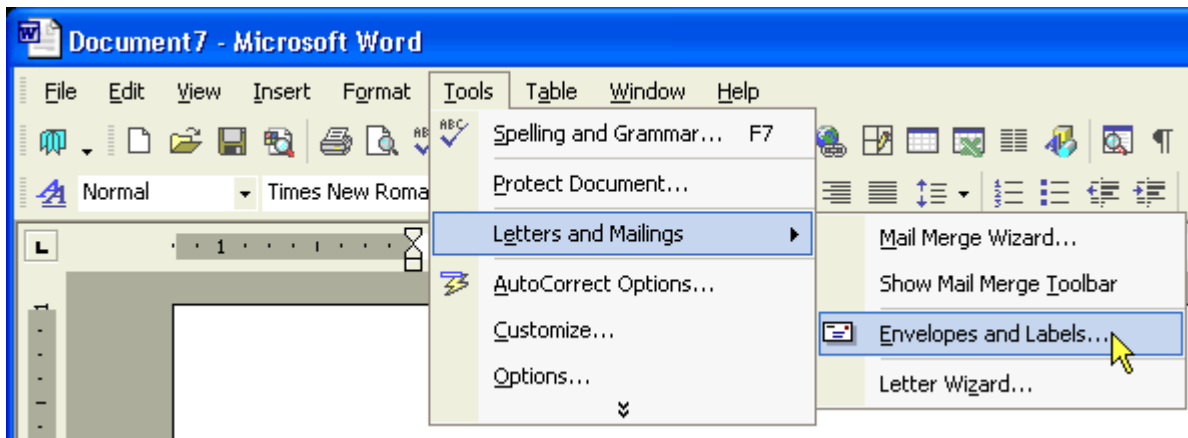 Document7 - Microsoft Word
File Edit View Insert Format Tools Table Window Help
Spelling and Grammar... F7
Protect Document...
Normal Times New Roma
Letters and Mailings
Mail Merge Wizard...
L 1
Show Mail Merge Toolbar
AutoCorrect Options...
Customize...
Envelopes and Labels...
Options...
Letter Wizard...